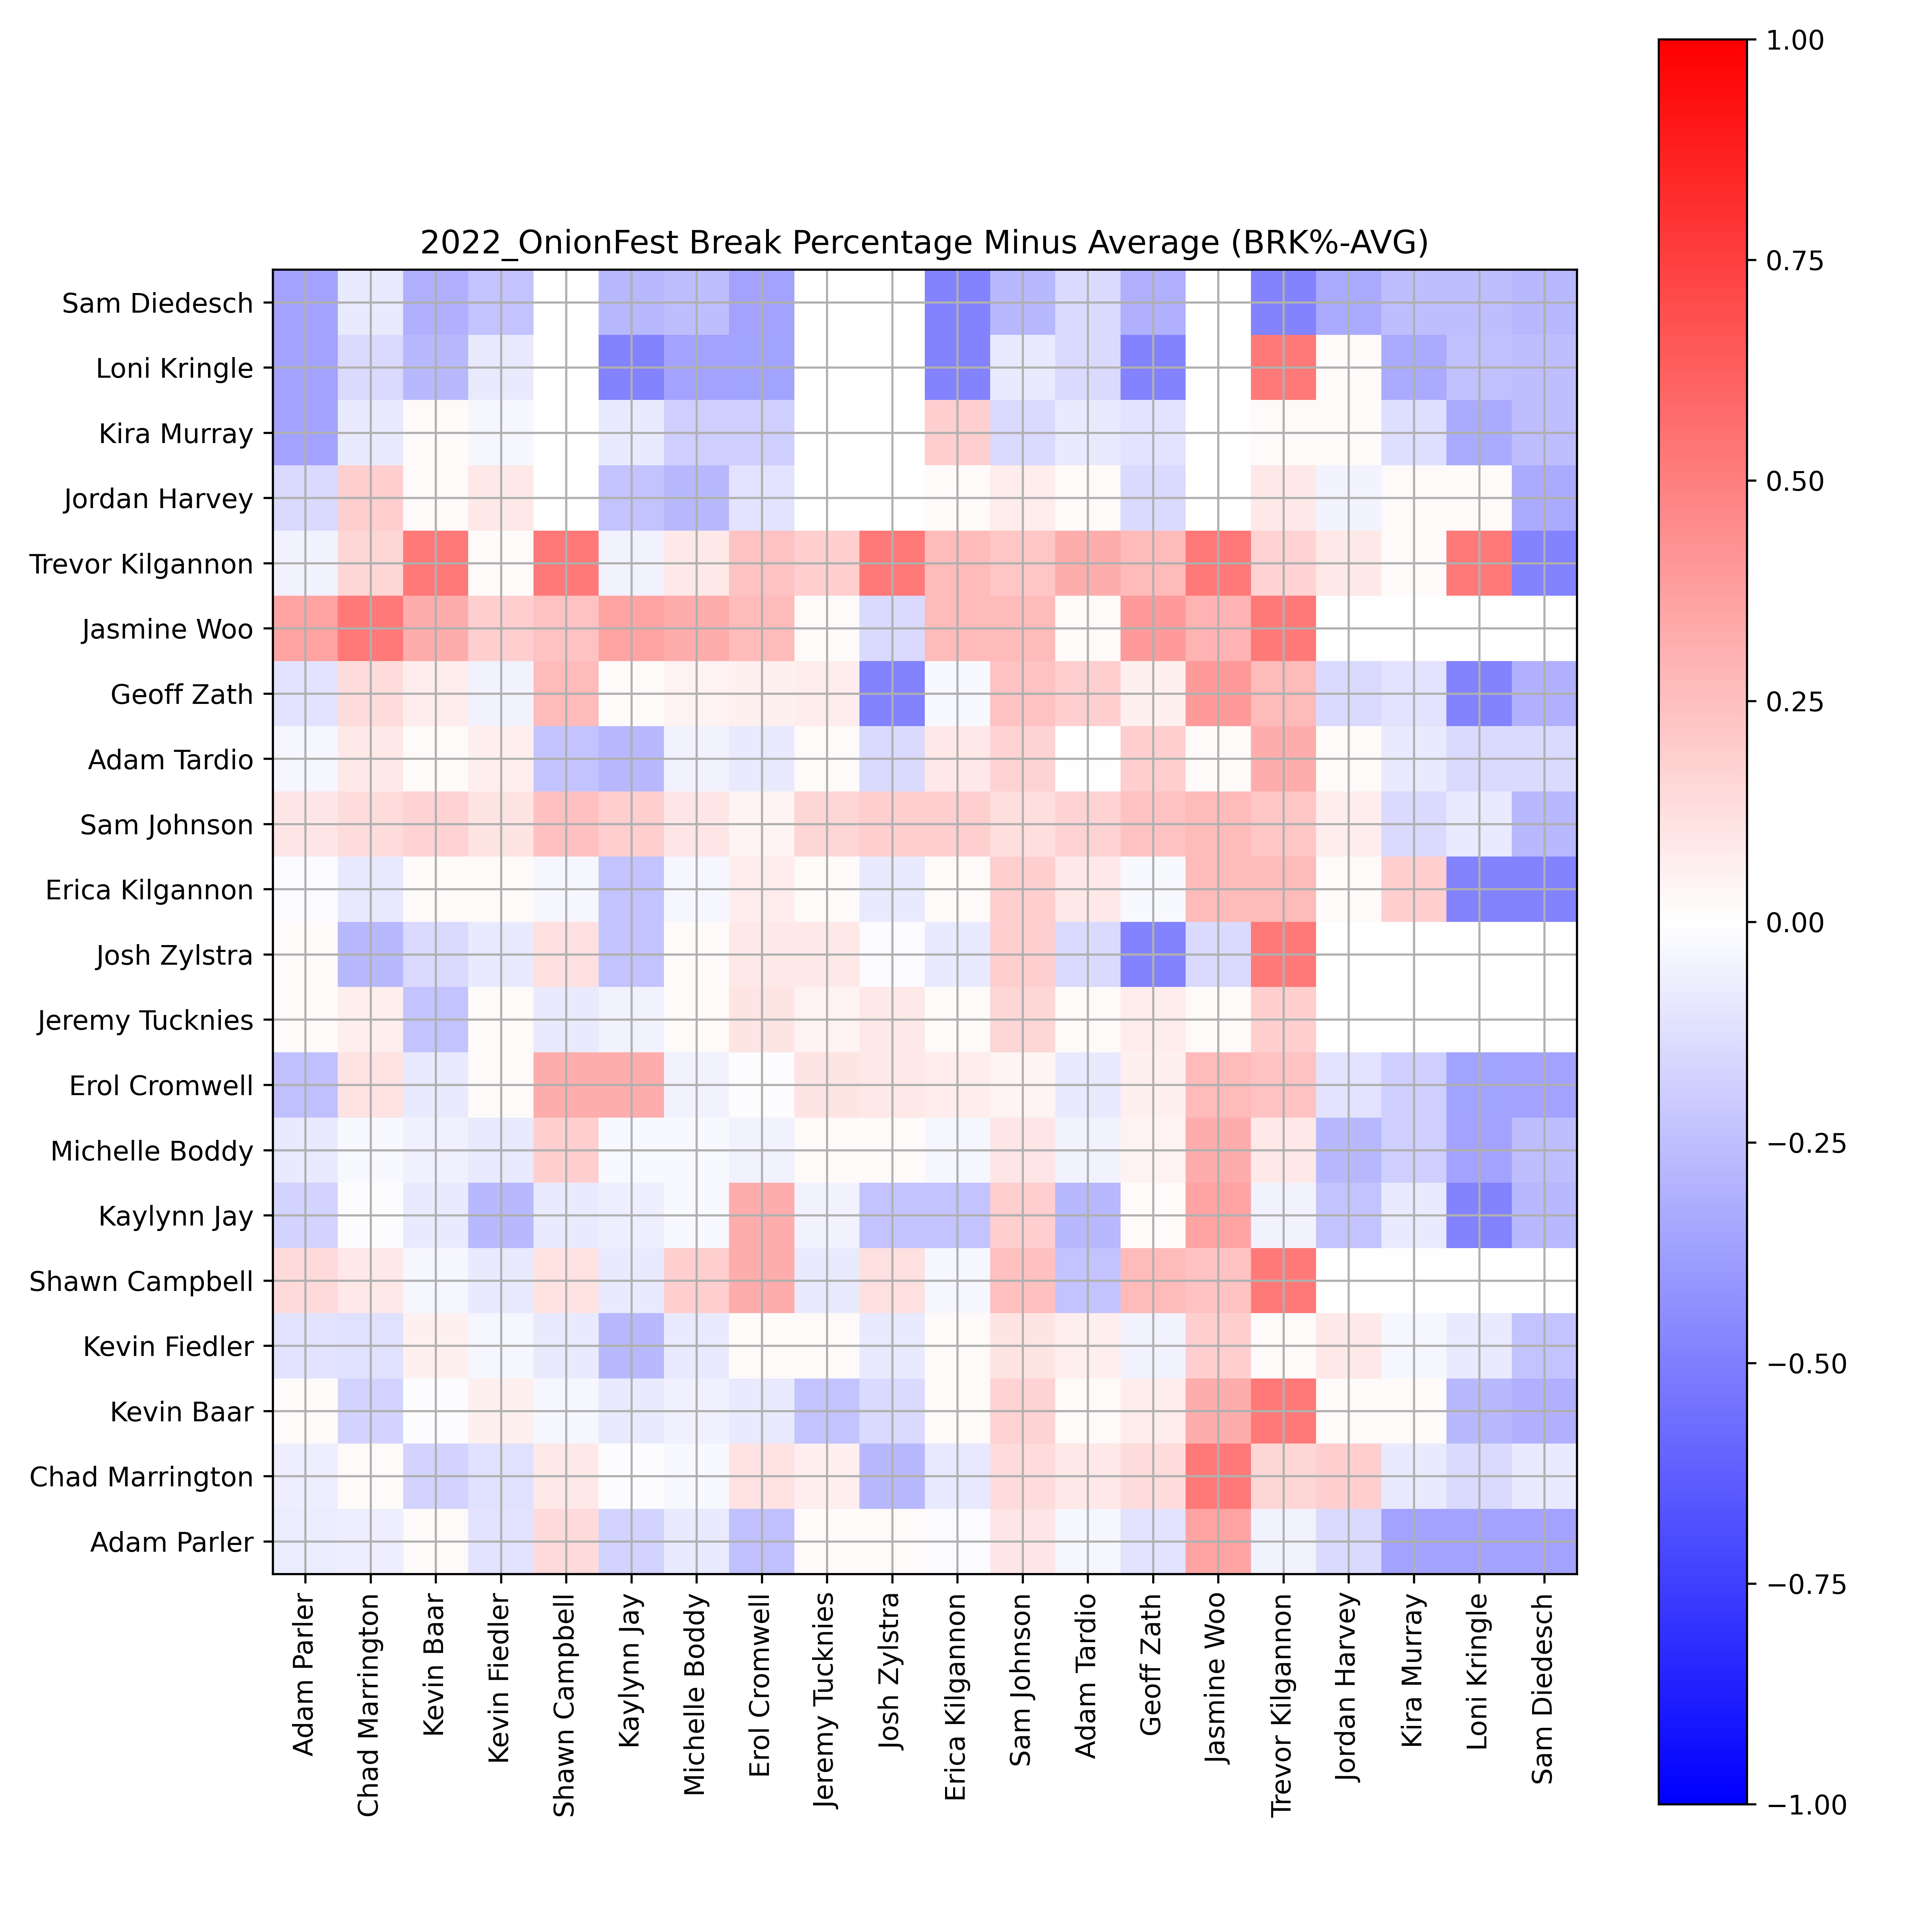 2022_OnionFest Break Percentage Minus Average (BRK%-AVG)
Sam Diedesch
Loni Kringle
Kira Murray
Jordan Harvey
Trevor Kilgannon
Jasmine Woo
Geoff Zath
Adam Tardio
Sam Johnson
Erica Kilgannon
Josh Zylstra
Jeremy Tucknies
Erol Cromwell
Michelle Boddy
Kaylynn Jay
Shawn Campbell
Kevin Fiedler
Kevin Baar
Chad Marrington
Adam Parler
Adam Parler
Chad Marrington
Kevin Baar
Kevin Fiedler
Shawn Campbell
Kaylynn Jay
Michelle Boddy
Erol Cromwell
Jeremy Tucknies
Josh Zylstra
Erica Kilgannon
Sam Johnson
Adam Tardio
Geoff Zath
Jasmine Woo
Trevor Kilgannon
Jordan Harvey
Kira Murray
Loni Kringle
Sam Diedesch
1.00
0.75
0.50
0.25
0.00
−0.25
−0.50
−0.75
−1.00